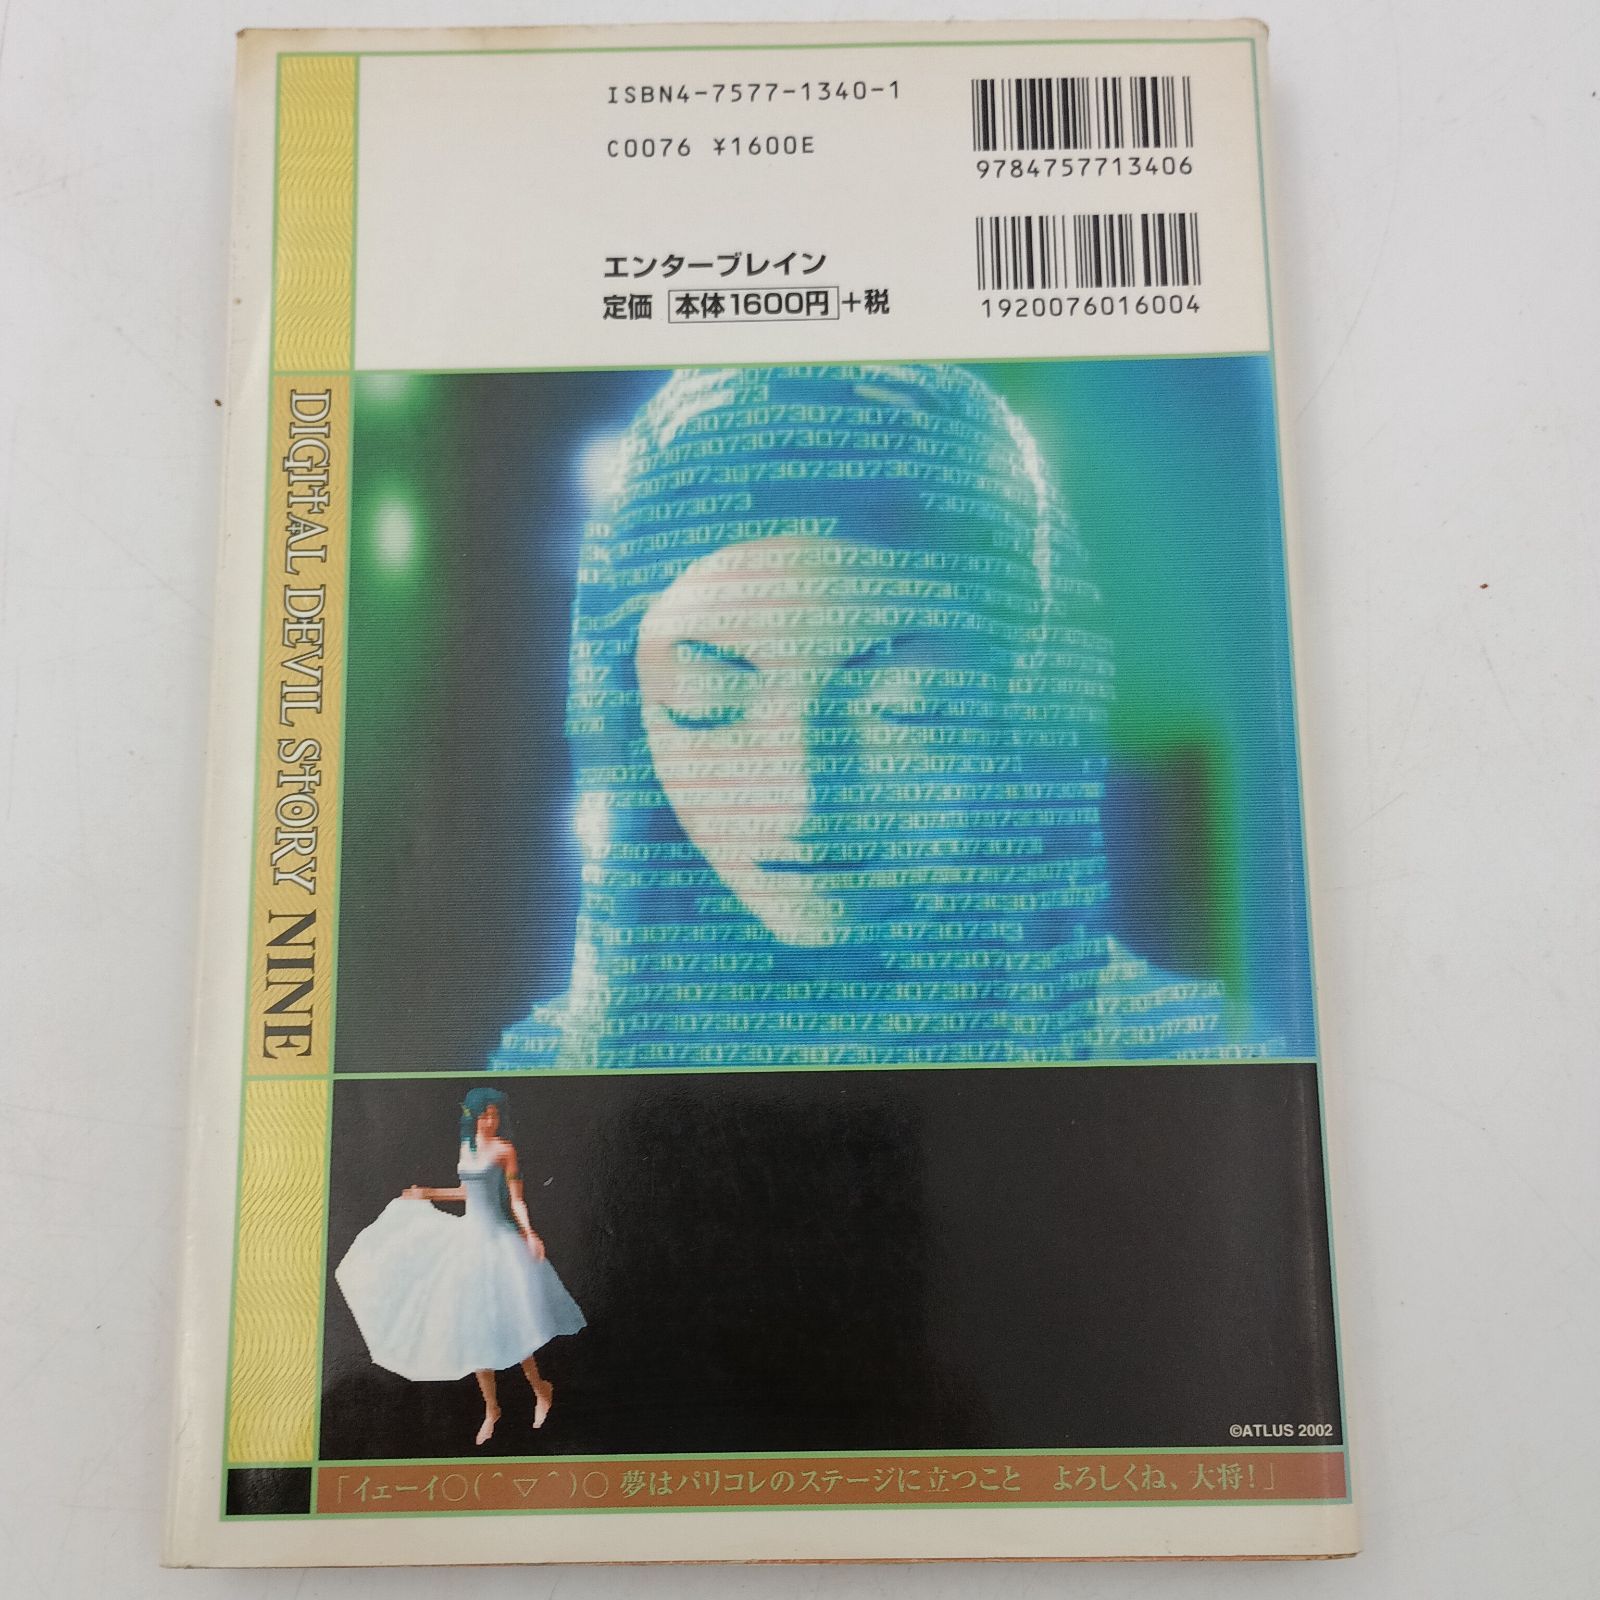 ISBN4-7577-1340-1
C0076 ¥1600E
9784757713406
エンターブレイン
定価 本体1600円+税
1920076016004
DIGITAL DEVIL STORY NINE
©ATLUS 2002
「イェーイ○(＾▽＾)○ 夢はパリコレのステージに立つこと よろしくね、大将!」